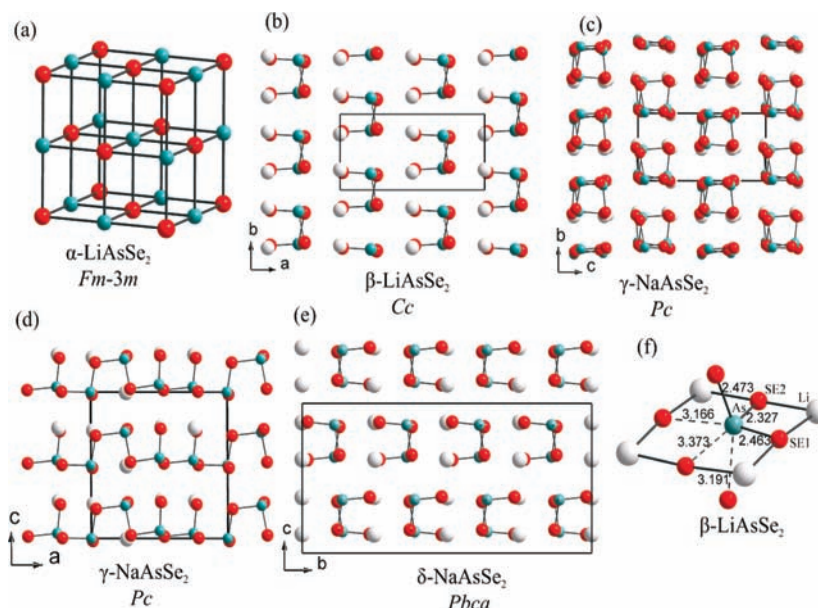 (a)
α-LiAsSe₂
Fm-3m
(b)
b
a
β-LiAsSe₂
Cc
(c)
b
c
γ-NaAsSe₂
Pc
(d)
c
a
γ-NaAsSe₂
Pc
(e)
c
b
δ-NaAsSe₂
Pbca
(f)
2.473
SE2
Li
As
3.166
2.327
3.373
2.463
SE1
3.191
β-LiAsSe₂